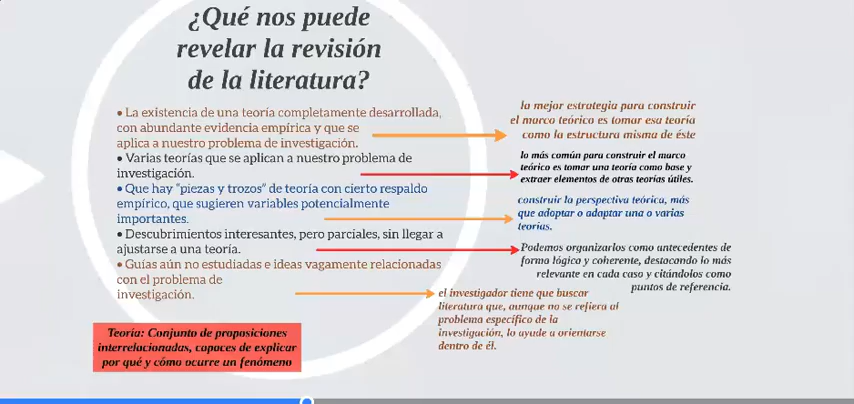 ¿Qué nos puede
revelar la revisión
de la literatura?
• La existencia de una teoría completamente desarrollada,
con abundante evidencia empírica y que se
aplica a nuestro problema de investigación.
la mejor estrategia para construir
el marco teórico es tomar esa teoría
como la estructura misma de éste
• Varias teorías que se aplican a nuestro problema de
investigación.
lo más común para construir el marco
teórico es tomar una teoría como base y
extraer elementos de otras teorías útiles.
• Que hay "piezas y trozos" de teoría con cierto respaldo
empírico, que sugieren variables potencialmente
importantes.
construir la perspectiva teórica, más
que adoptar o adaptar una o varias
teorías.
• Descubrimientos interesantes, pero parciales, sin llegar a
ajustarse a una teoría.
Podemos organizarlos como antecedentes de
forma lógica y coherente, destacando lo más
relevante en cada caso y citándolos como
puntos de referencia.
• Guías aún no estudiadas e ideas vagamente relacionadas
con el problema de
investigación.
el investigador tiene que buscar
literatura que, aunque no se refiera al
problema específico de la
investigación, lo ayude a orientarse
dentro de él.
Teoría: Conjunto de proposiciones
interrelacionadas, capaces de explicar
por qué y cómo ocurre un fenómeno